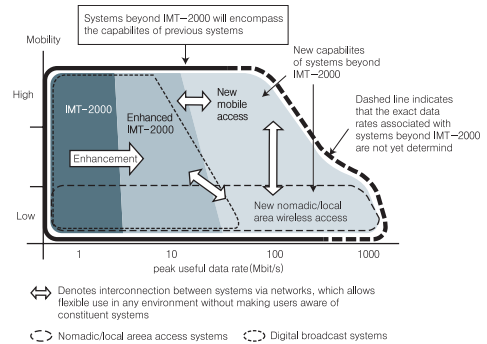 Systems beyond IMT-2000 will encompass
the capabilites of previous systems
Mobility
New capabilites
of systems beyond
IMT-2000
High
IMT-2000
Enhanced
IMT-2000
New
mobile
access
Dashed line indicates
that the exact data
rates associated with
systems beyond IMT-2000
are not yet determind
Enhancement
Low
New nomadic/local
area wireless access
1
10
100
1000
peak useful data rate(Mbit/s)
Denotes interconnection between systems via networks, which allows
flexible use in any environment without making users aware of
constituent systems
Nomadic/local areea access systems
Digital broadcast systems